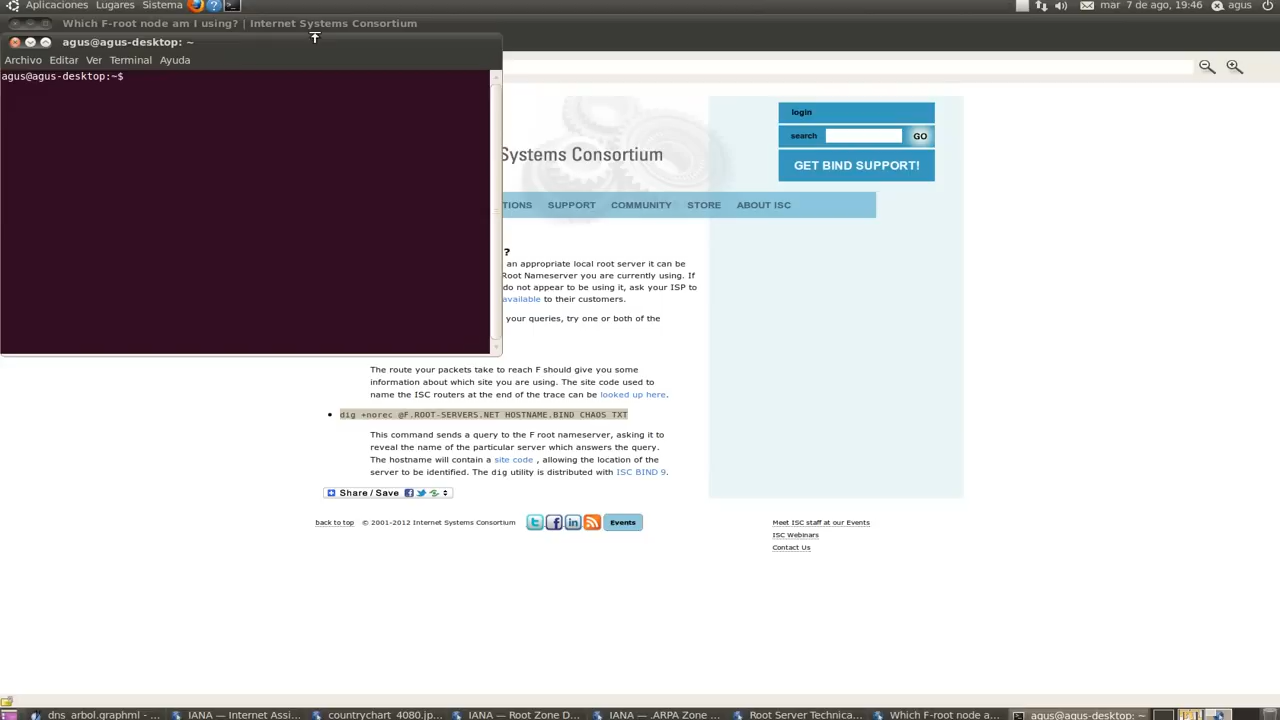 Aplicaciones Lugares Sistema mar 7 de ago, 19:46 agus
Which F-root node am I using? | Internet Systems Consortium
agus@agus-desktop: ~
Archivo Editar Ver Terminal Ayuda
agus@agus-desktop:~$
login
search GO
GET BIND SUPPORT!
Systems Consortium
TIONS SUPPORT COMMUNITY STORE ABOUT ISC
?
an appropriate local root server it can be
Root Nameserver you are currently using. If
do not appear to be using it, ask your ISP to
available to their customers.
your queries, try one or both of the
The route your packets take to reach F should give you some
information about which site you are using. The site code used to
name the ISC routers at the end of the trace can be looked up here.
• dig +norec @F.ROOT-SERVERS.NET HOSTNAME.BIND CHAOS TXT
This command sends a query to the F root nameserver, asking it to
reveal the name of the particular server which answers the query.
The hostname will contain a site code , allowing the location of the
server to be identified. The dig utility is distributed with ISC BIND 9.
Share / Save
back to top © 2001-2012 Internet Systems Consortium Events
Meet ISC staff at our Events
ISC Webinars
Contact Us
dns_arbol.graphml - ... IANA — Internet Assi... countrychart_4080.jp... IANA — Root Zone D... IANA — .ARPA Zone ... Root Server Technica... Which F-root node a... agus@agus-desktop: ~